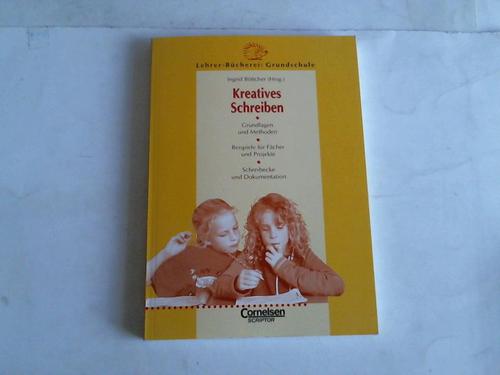 Lehrer-Bücherei: Grundschule
Ingrid Böttcher (Hrsg.)
Kreatives
Schreiben
Grundlagen
und Methoden
Beispiele für Fächer
und Projekte
Schreibecke
und Dokumentation
Cornelsen
SCRIPTOR